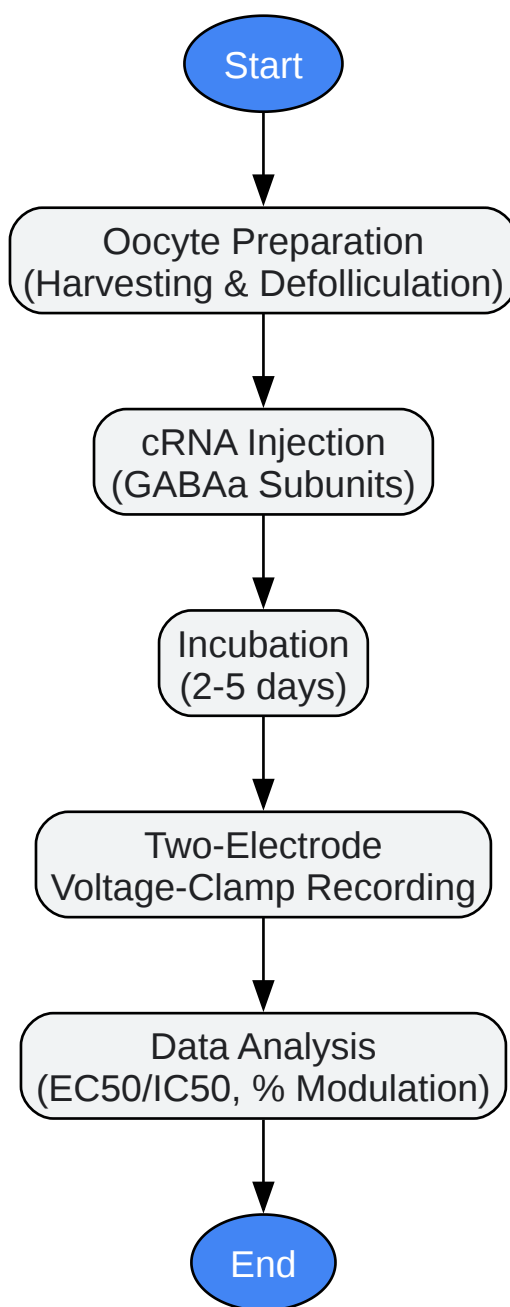 Start
Oocyte Preparation
(Harvesting & Defolliculation)
cRNA Injection
(GABAa Subunits)
Incubation
(2-5 days)
Two-Electrode
Voltage-Clamp Recording
Data Analysis
(EC50/IC50, % Modulation)
End